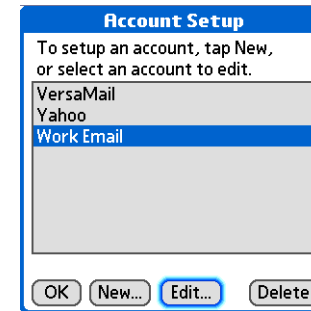 Account Setup
To setup an account, tap New,
or select an account to edit.
VersaMail
Yahoo
Work Email
OK New... Edit... Delete